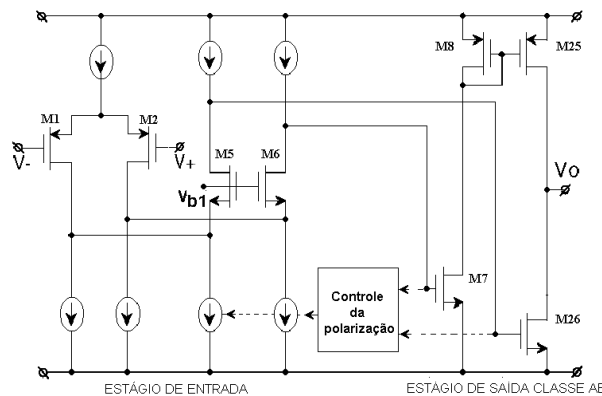 M8
M25
M1
M2
V-
V+
M5
M6
Vb1
Vo
M7
Controle
da
polarização
M26
ESTÁGIO DE ENTRADA
ESTÁGIO DE SAÍDA CLASSE AB